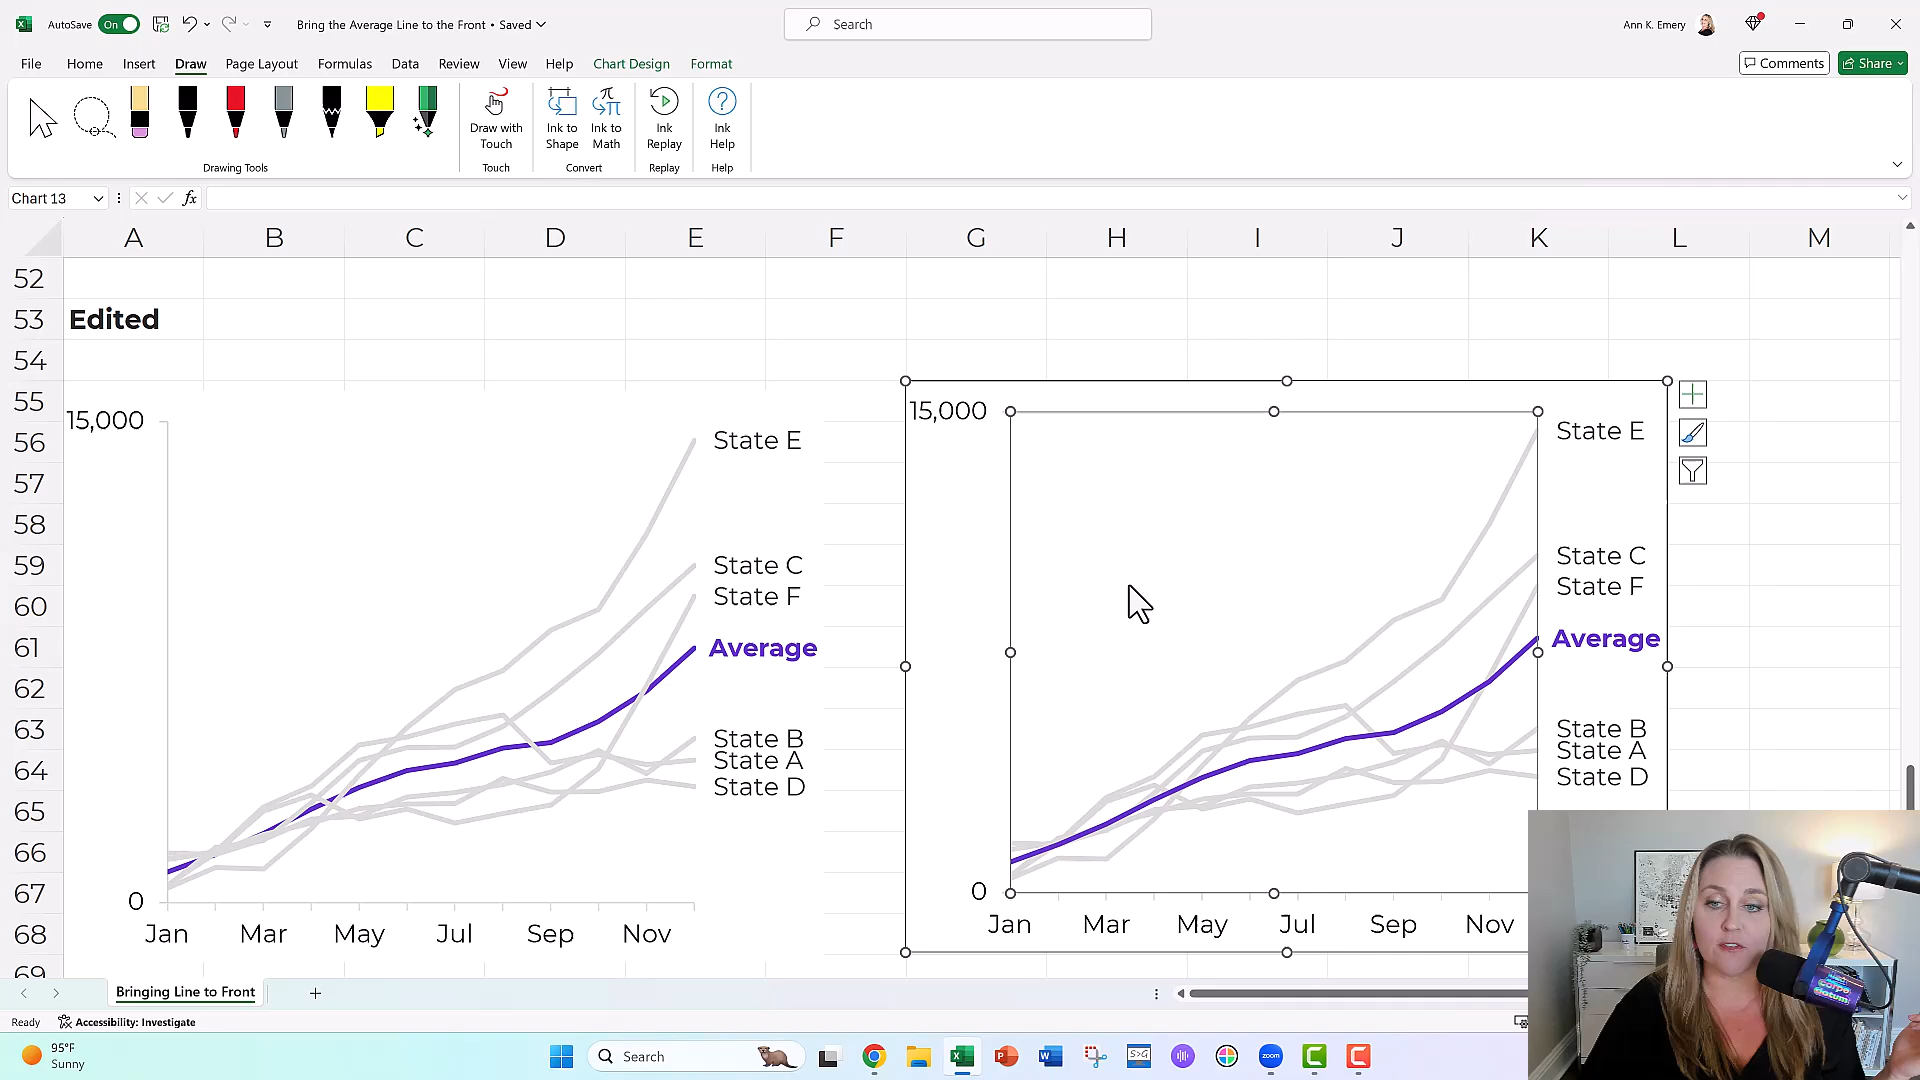 AutoSave On Bring the Average Line to the Front • Saved Search Ann K. Emery
File Home Insert Draw Page Layout Formulas Data Review View Help Chart Design Format Comments Share
Draw with Touch
Ink to Shape
Ink to Math
Ink Replay
Ink Help
Drawing Tools Touch Convert Replay Help
Chart 13 fx
A B C D E F G H I J K L M
52
53 Edited
54
55
56
57
58
59
60
61
62
63
64
65
66
67
68
69
15,000
State E
State C
State F
Average
State B
State A
State D
0
Jan Mar May Jul Sep Nov
15,000
State E
State C
State F
Average
State B
State A
State D
0
Jan Mar May Jul Sep Nov
Bringing Line to Front
Ready Accessibility: Investigate
95°F
Sunny
Search
S>G
zoom